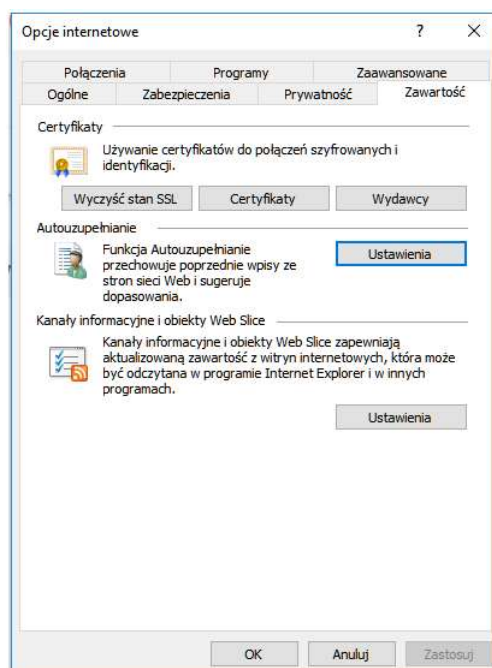 Opcje internetowe
?
Połączenia Programy Zaawansowane
Ogólne Zabezpieczenia Prywatność Zawartość
Certyfikaty
Używanie certyfikatów do połączeń szyfrowanych i
identyfikacji.
Wyczyść stan SSL Certyfikaty Wydawcy
Autouzupełnianie
Funkcja Autouzupełnianie
przechowuje poprzednie wpisy ze
stron sieci Web i sugeruje
dopasowania.
Ustawienia
Kanały informacyjne i obiekty Web Slice
Kanały informacyjne i obiekty Web Slice zapewniają
aktualizowaną zawartość z witryn internetowych, która może
być odczytana w programie Internet Explorer i w innych
programach.
Ustawienia
OK Anuluj Zastosuj